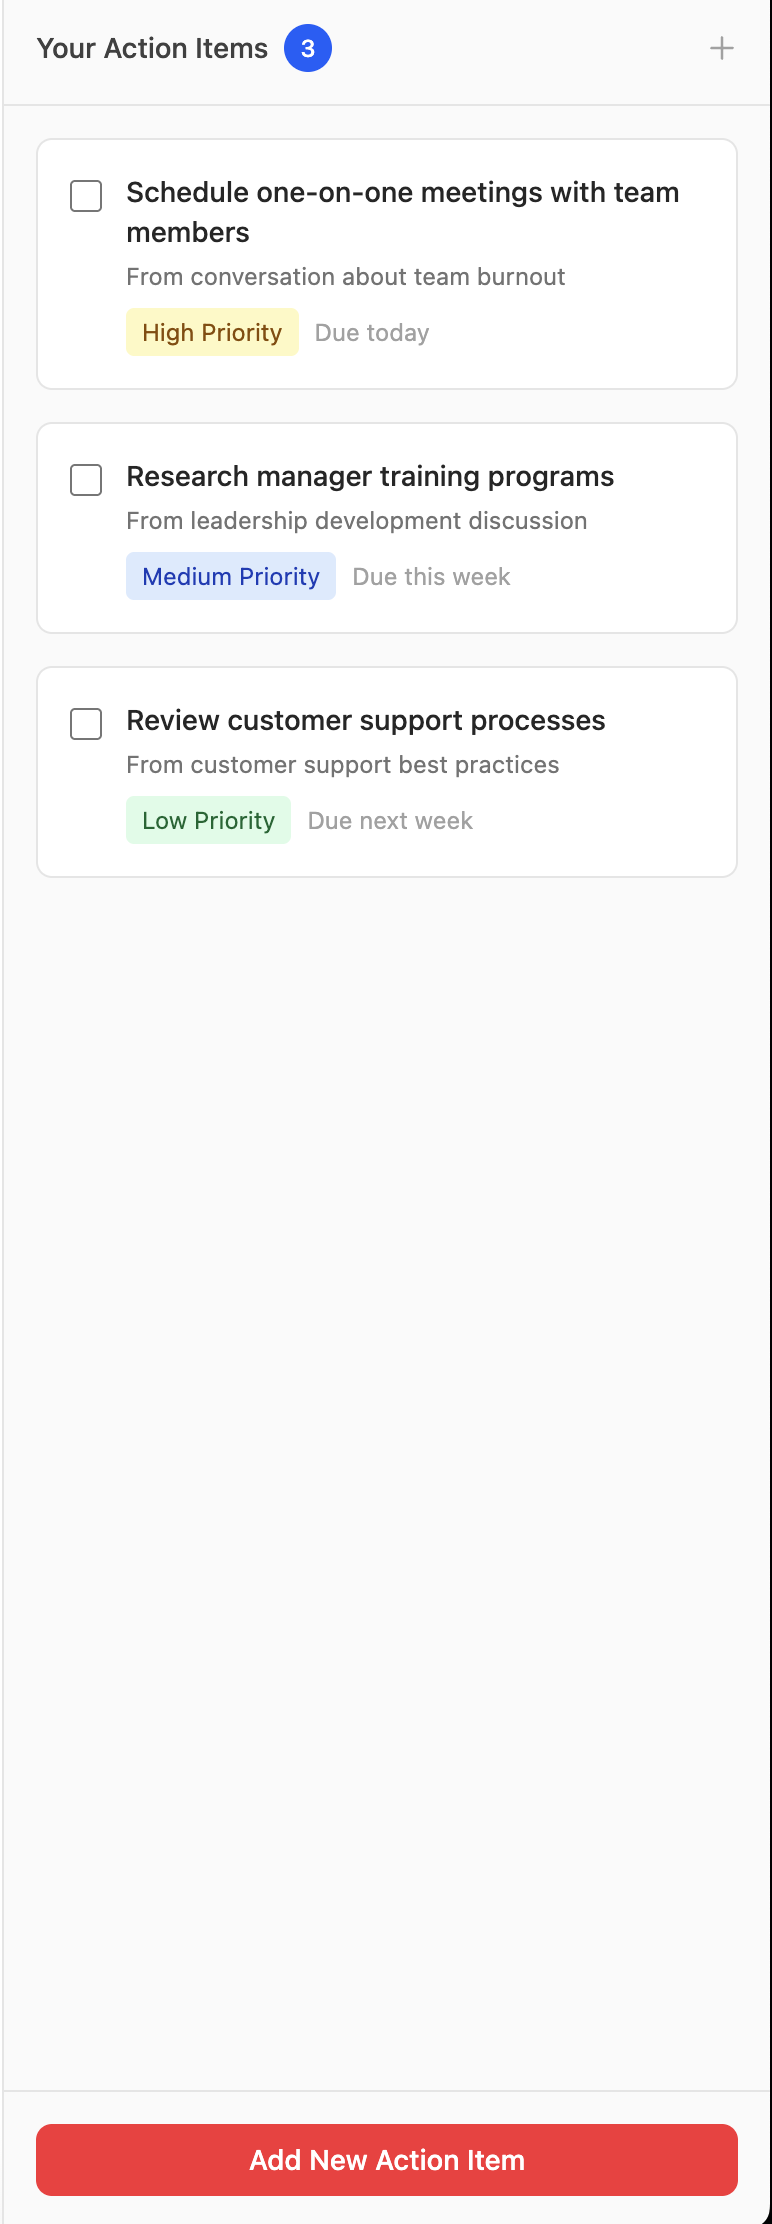 Your Action Items 3
Schedule one-on-one meetings with team
members
From conversation about team burnout
High Priority Due today
Research manager training programs
From leadership development discussion
Medium Priority Due this week
Review customer support processes
From customer support best practices
Low Priority Due next week
Add New Action Item